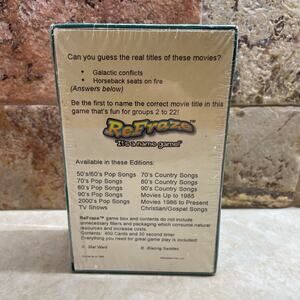 Can you guess the real titles of these movies?
• Galactic conflicts
• Horseback seats on fire
(Answers below)
Be the first to name the correct movie title in this
game that's fun for groups 2 to 22!
ReFraze™
"It's a name game"
Available in these Editions:
50's/60's Pop Songs 70's Country Songs
70's Pop Songs 80's Country Songs
80's Pop Songs 90's Country Songs
90's Pop Songs Movies Up to 1985
2000's Pop Songs Movies 1986 to Present
TV Shows Christian/Gospel Songs
ReFraze™ game box and contents do not include
unnecessary fillers and packaging which consume natural
resources and increase costs.
Contents: 400 Cards and 30 second timer
Everything you need for great game play is included!